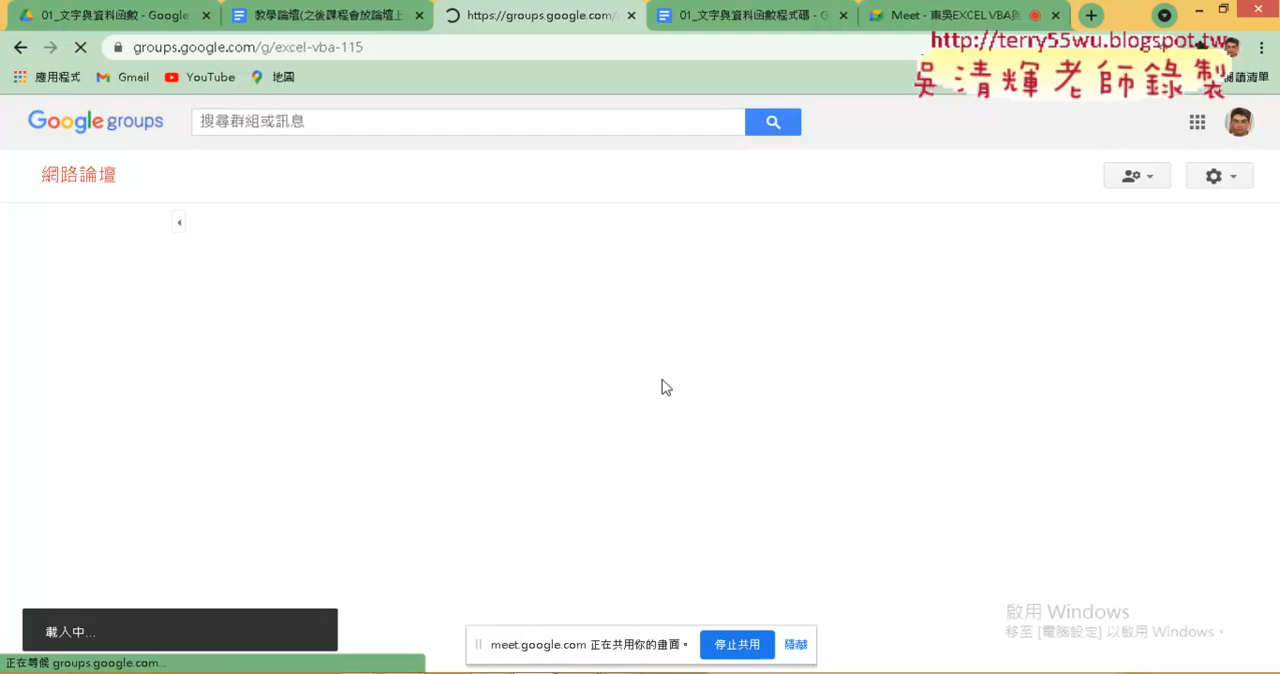 01_文字與資料函數 - Google
教學論壇(之後課程會放論壇上
https://groups.google.com/
01_文字與資料函數程式碼 - G
Meet - 東吳EXCEL VBA與
groups.google.com/g/excel-vba-115
http://terry55wu.blogspot.tw
吳清輝老師錄製
應用程式
Gmail
YouTube
地圖
閱讀清單
Google groups
搜尋群組或訊息
網路論壇
載入中...
正在等候 groups.google.com...
meet.google.com 正在共用你的畫面。
停止共用
隱藏
啟用 Windows
移至 [電腦設定] 以啟用 Windows。